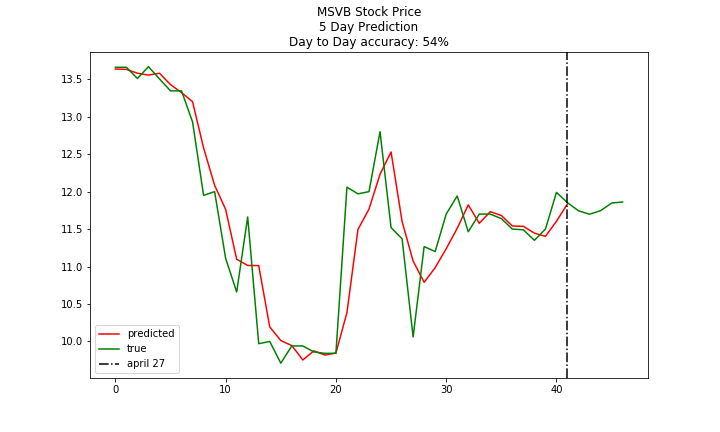 MSVB Stock Price
5 Day Prediction
Day to Day accuracy: 54%
13.5
13.0
12.5
12.0
11.5
11.0
10.5
10.0
predicted
true
april 27
0
10
20
30
40